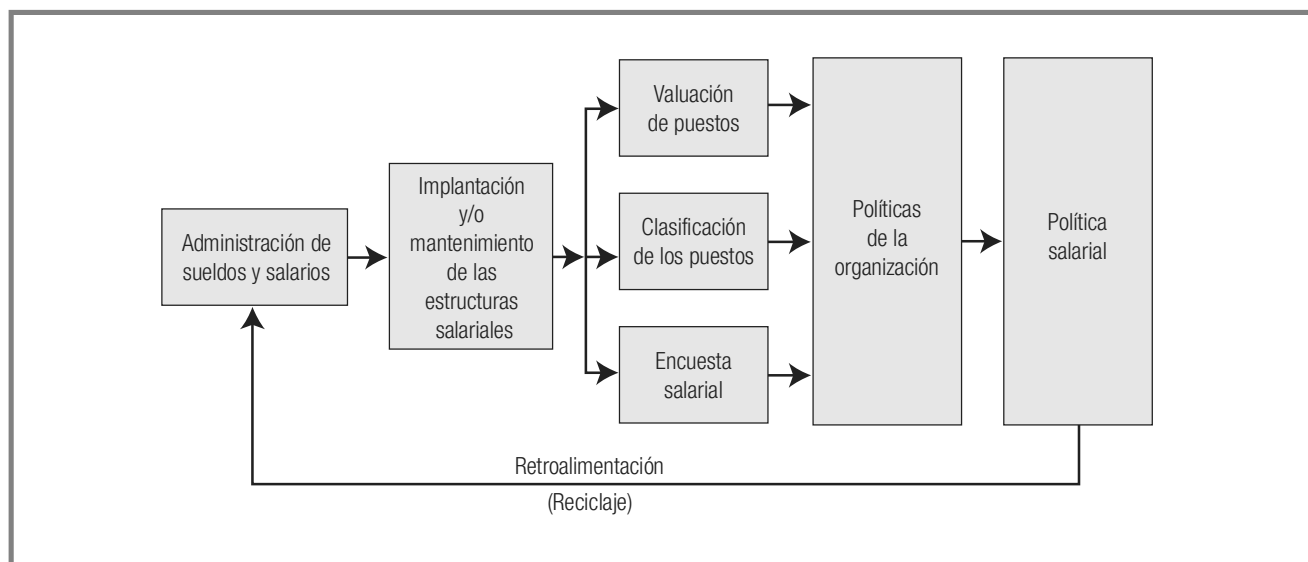 Administración de
sueldos y salarios
Implantación
y/o
mantenimiento
de las
estructuras
salariales
Valuación
de puestos
Clasificación
de los puestos
Encuesta
salarial
Políticas
de la
organización
Política
salarial
Retroalimentación
(Reciclaje)